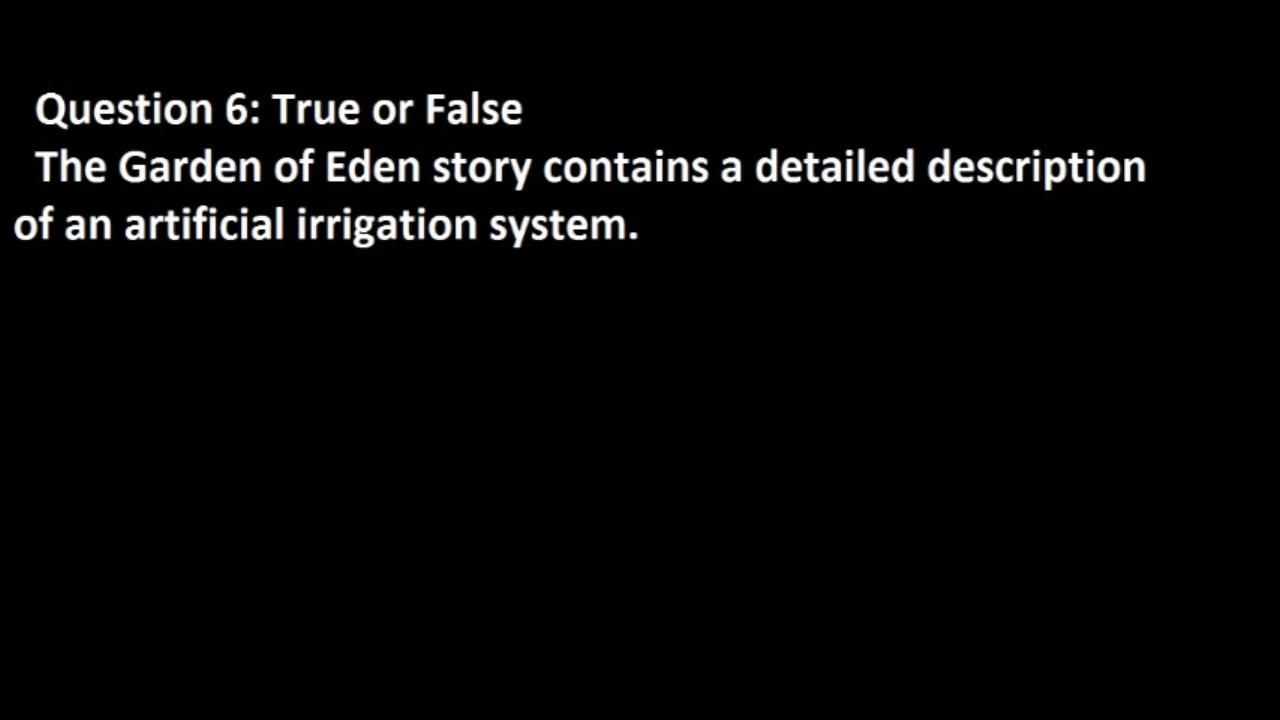 Question 6: True or False
The Garden of Eden story contains a detailed description
of an artificial irrigation system.